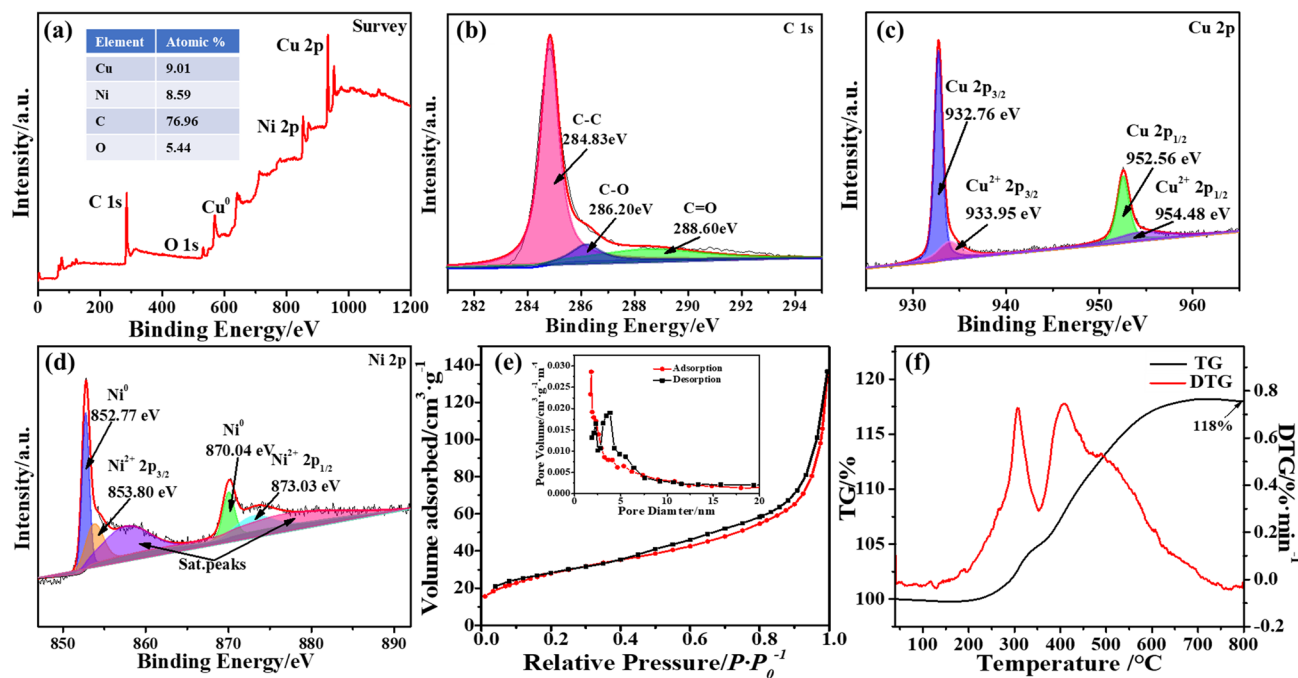 (a)
Survey
Element Atomic %
Cu 9.01
Ni 8.59
C 76.96
O 5.44
Cu 2p
Ni 2p
C 1s
Cu⁰
O 1s
Intensity/a.u.
0 200 400 600 800 1000 1200
Binding Energy/eV
(b)
C 1s
C-C
284.83eV
C-O
286.20eV
C=O
288.60eV
Intensity/a.u.
282 284 286 288 290 292 294
Binding Energy/eV
(c)
Cu 2p
Cu 2p3/2
932.76 eV
Cu 2p1/2
952.56 eV
Cu²⁺ 2p3/2
933.95 eV
Cu²⁺ 2p1/2
954.48 eV
Intensity/a.u.
930 940 950 960
Binding Energy/eV
(d)
Ni 2p
Ni⁰
852.77 eV
Ni²⁺ 2p3/2
853.80 eV
Ni⁰
870.04 eV
Ni²⁺ 2p1/2
873.03 eV
Sat.peaks
Intensity/a.u.
850 860 870 880 890
Binding Energy/eV
(e)
Volume adsorbed/cm³·g⁻¹
140
120
100
80
60
40
20
0
0.0 0.2 0.4 0.6 0.8 1.0
Relative Pressure/P·P0⁻¹
Adsorption
Desorption
Pore Volume/cm³·g⁻¹·m⁻¹
0.030
0.025
0.020
0.015
0.010
0.005
0.000
0 5 10 15 20
Pore Diamter/nm
(f)
TG
DTG
118%
TG/%
120
115
110
105
100
DTG/%·min⁻¹
0.8
0.6
0.4
0.2
0.0
-0.2
100 200 300 400 500 600 700 800
Temperature /°C